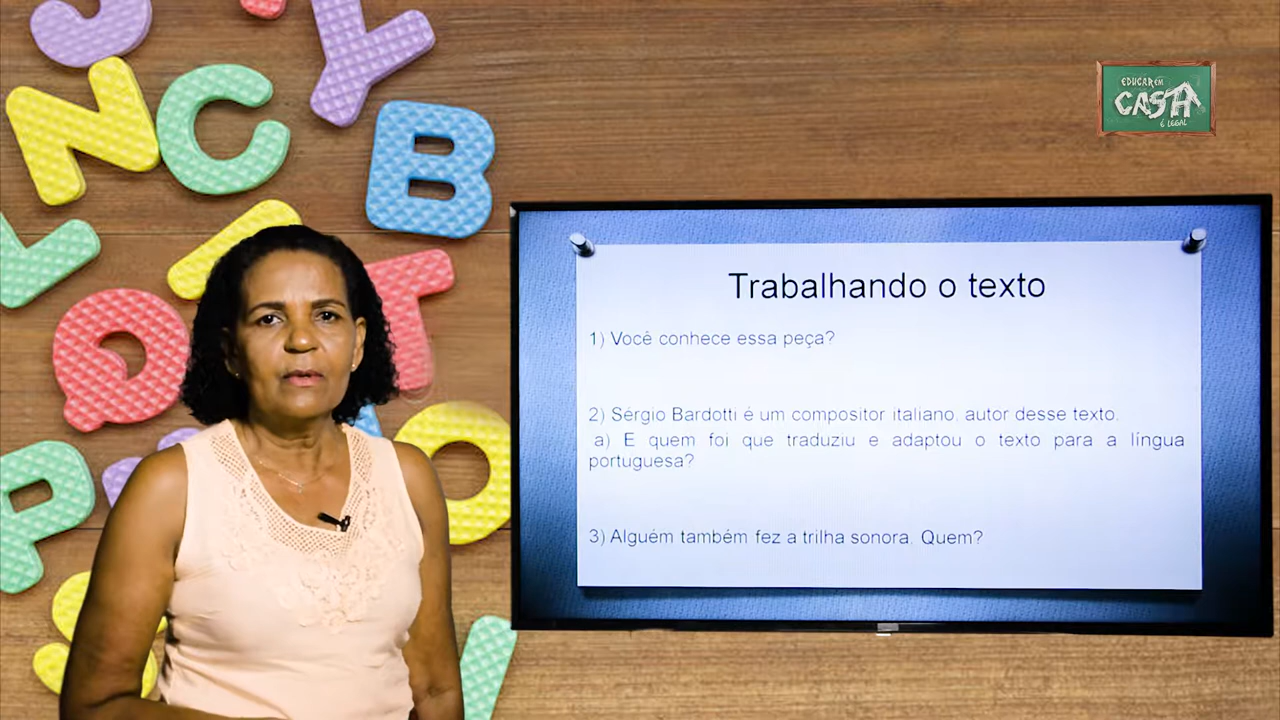 EDUCAR EM
CASA
É LEGAL
Trabalhando o texto
1) Você conhece essa peça?
2) Sérgio Bardotti é um compositor italiano, autor desse texto.
a) E quem foi que traduziu e adaptou o texto para a língua
portuguesa?
3) Alguém também fez a trilha sonora. Quem?
J
Y
N
C
B
L
I
T
Q
O
P
S